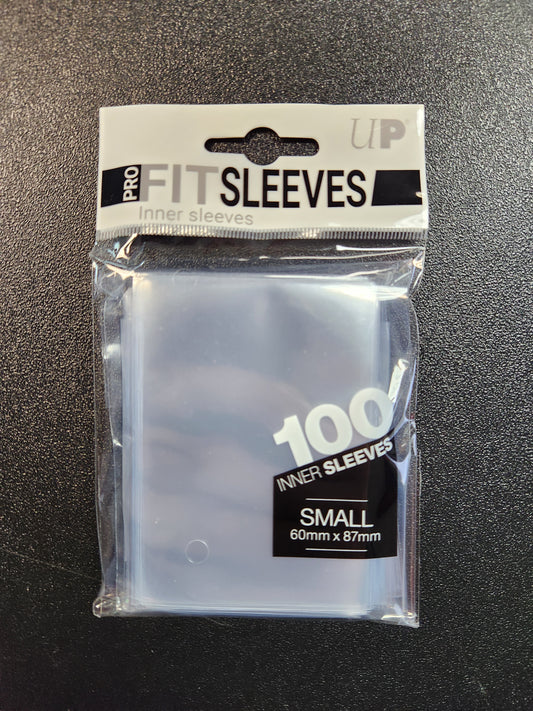 UP
PRO
FIT SLEEVES
Inner sleeves
100
INNER SLEEVES
SMALL
60mm x 87mm